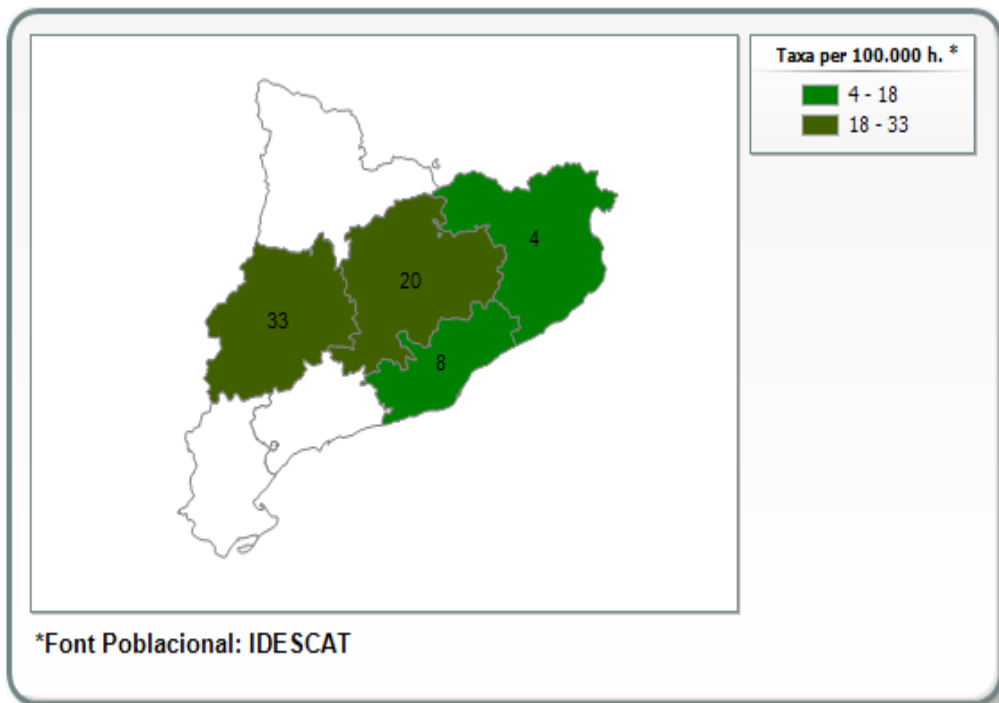 Taxa per 100.000 h. *
4 - 18
18 - 33
4
20
33
8
*Font Poblacional: IDESCAT